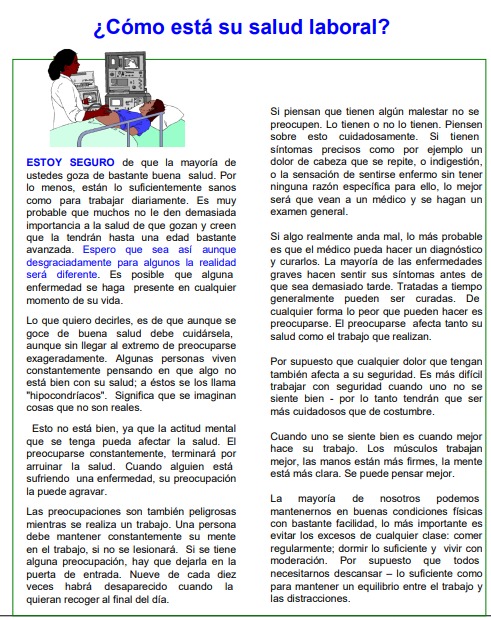 ¿Cómo está su salud laboral?
ESTOY SEGURO de que la mayoría de
ustedes goza de bastante buena salud. Por
lo menos, están lo suficientemente sanos
como para trabajar diariamente. Es muy
probable que muchos no le den demasiada
importancia a la salud de que gozan y creen
que la tendrán hasta una edad bastante
avanzada. Espero que sea así aunque
desgraciadamente para algunos la realidad
será diferente. Es posible que alguna
enfermedad se haga presente en cualquier
momento de su vida.
Lo que quiero decirles, es de que aunque se
goce de buena salud debe cuidársela,
aunque sin llegar al extremo de preocuparse
exageradamente. Algunas personas viven
constantemente pensando en que algo no
está bien con su salud; a éstos se los llama
"hipocondríacos". Significa que se imaginan
cosas que no son reales.
Esto no está bien, ya que la actitud mental
que se tenga pueda afectar la salud. El
preocuparse constantemente, terminará por
arruinar la salud. Cuando alguien está
sufriendo una enfermedad, su preocupación
la puede agravar.
Las preocupaciones son también peligrosas
mientras se realiza un trabajo. Una persona
debe mantener constantemente su mente
en el trabajo, si no se lesionará. Si se tiene
alguna preocupación, hay que dejarla en la
puerta de entrada. Nueve de cada diez
veces habrá desaparecido cuando la
quieran recoger al final del día.
Si piensan que tienen algún malestar no se
preocupen. Lo tienen o no lo tienen. Piensen
sobre esto cuidadosamente. Si tienen
síntomas precisos como por ejemplo un
dolor de cabeza que se repite, o indigestión,
o la sensación de sentirse enfermo sin tener
ninguna razón específica para ello, lo mejor
será que vean a un médico y se hagan un
examen general.
Si algo realmente anda mal, lo más probable
es que el médico pueda hacer un diagnóstico
y curarlos. La mayoría de las enfermedades
graves hacen sentir sus síntomas antes de
que sea demasiado tarde. Tratadas a tiempo
generalmente pueden ser curadas. De
cualquier forma lo peor que pueden hacer es
preocuparse. El preocuparse afecta tanto su
salud como el trabajo que realizan.
Por supuesto que cualquier dolor que tengan
también afecta a su seguridad. Es más difícil
trabajar con seguridad cuando uno no se
siente bien - por lo tanto tendrán que ser
más cuidadosos que de costumbre.
Cuando uno se siente bien es cuando mejor
hace su trabajo. Los músculos trabajan
mejor, las manos están más firmes, la mente
está más clara. Se puede pensar mejor.
La mayoría de nosotros podemos
mantenernos en buenas condiciones físicas
con bastante facilidad, lo más importante es
evitar los excesos de cualquier clase: comer
regularmente; dormir lo suficiente y vivir con
moderación. Por supuesto que todos
necesitarnos descansar – lo suficiente como
para mantener un equilibrio entre el trabajo y
las distracciones.